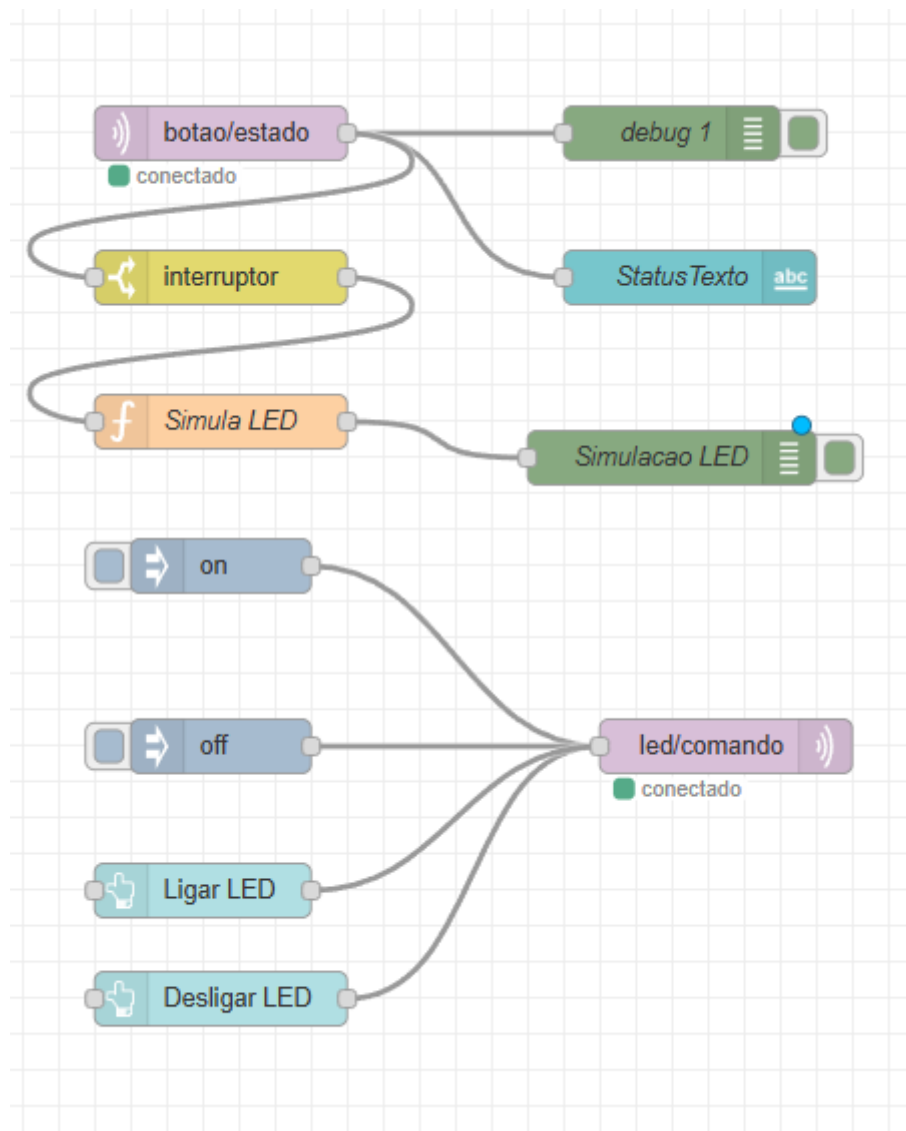 botao/estado
debug 1
conectado
interruptor
StatusTexto
abc
Simula LED
Simulacao LED
on
off
led/comando
conectado
Ligar LED
Desligar LED